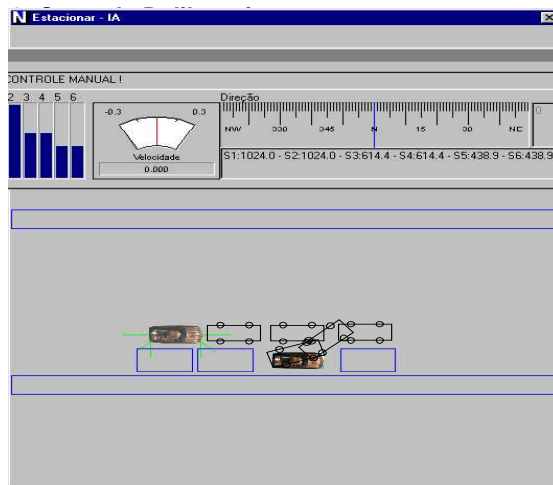 Estacionar - IA
CONTROLE MANUAL !
2 3 4 5 6
-0.3 0.3
Velocidade
0.000
Direção
NW 300 345 N 15 30 NE
0
S1:1024.0 - S2:1024.0 - S3:614.4 - S4:614.4 - S5:438.9 - S6:438.9